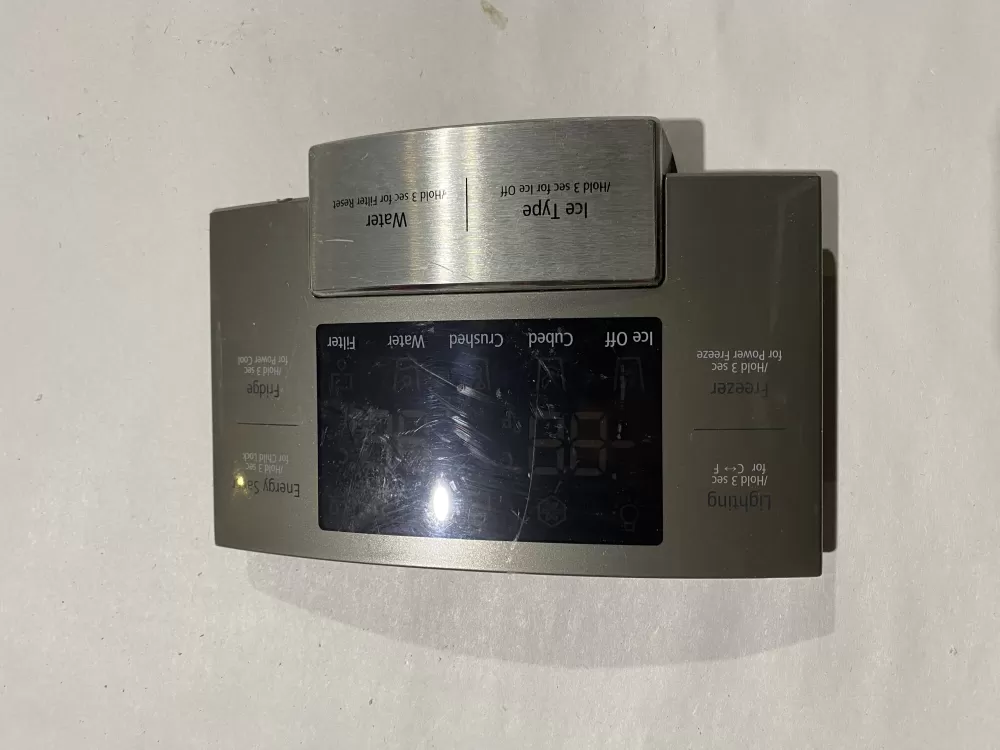 Lighting
/Hold 3 sec
for C ↔ F
Freezer
/Hold 3 sec
for Power Freeze
Energy Saver
/Hold 3 sec
for Child Lock
Fridge
/Hold 3 sec
for Power Cool
Ice Off Cubed Crushed Water Filter
Ice Type
/Hold 3 sec for Ice Off
Water
/Hold 3 sec for Filter Reset